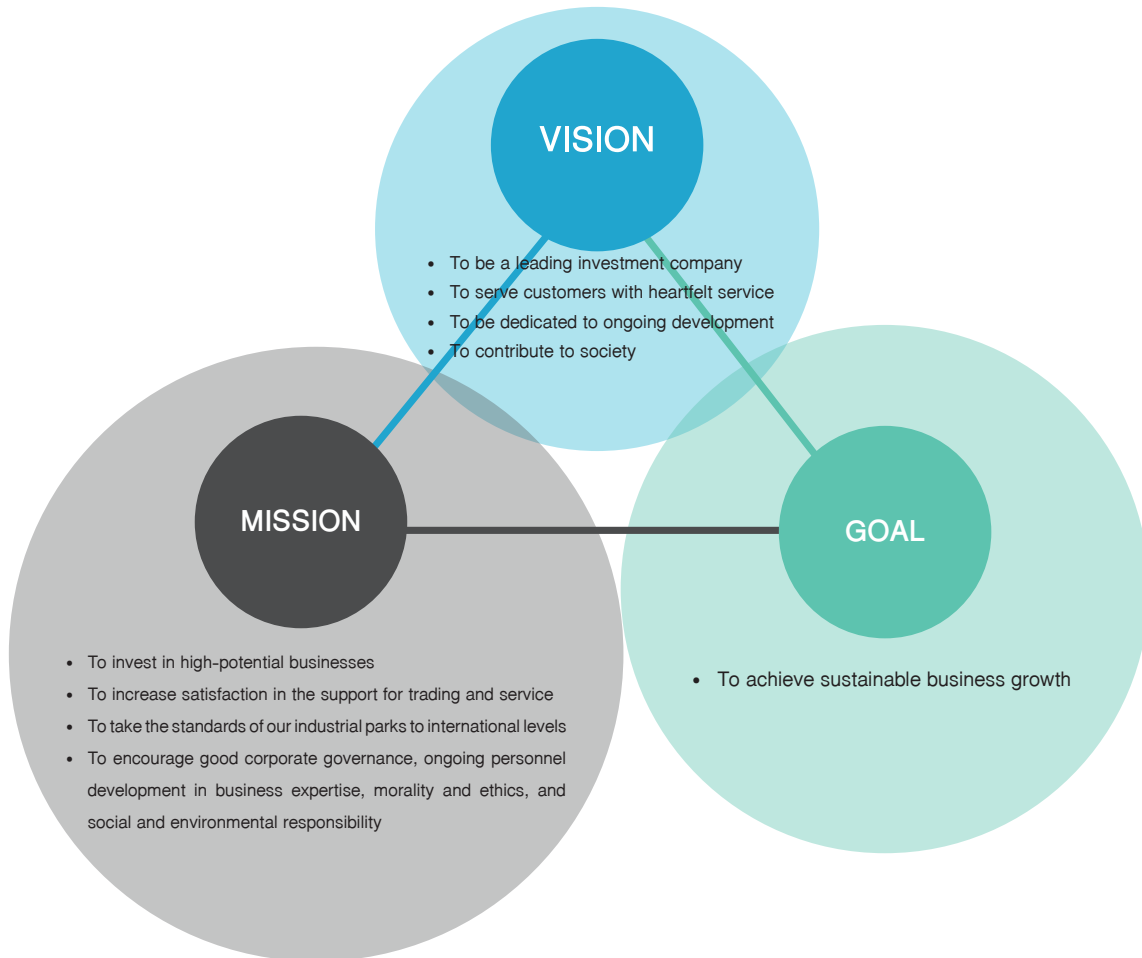 VISION
• To be a leading investment company
• To serve customers with heartfelt service
• To be dedicated to ongoing development
• To contribute to society
MISSION
• To invest in high-potential businesses
• To increase satisfaction in the support for trading and service
• To take the standards of our industrial parks to international levels
• To encourage good corporate governance, ongoing personnel
development in business expertise, morality and ethics, and
social and environmental responsibility
GOAL
• To achieve sustainable business growth